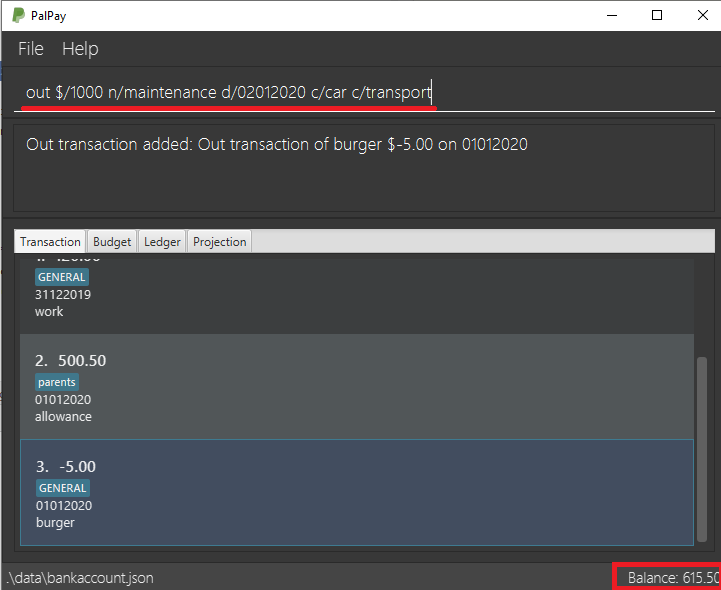 PalPay
File Help
out $/1000 n/maintenance d/02012020 c/car c/transport
Out transaction added: Out transaction of burger $-5.00 on 01012020
Transaction Budget Ledger Projection
1. 120.00
GENERAL
31122019
work
2. 500.50
parents
01012020
allowance
3. -5.00
GENERAL
01012020
burger
.\data\bankaccount.json
Balance: 615.50